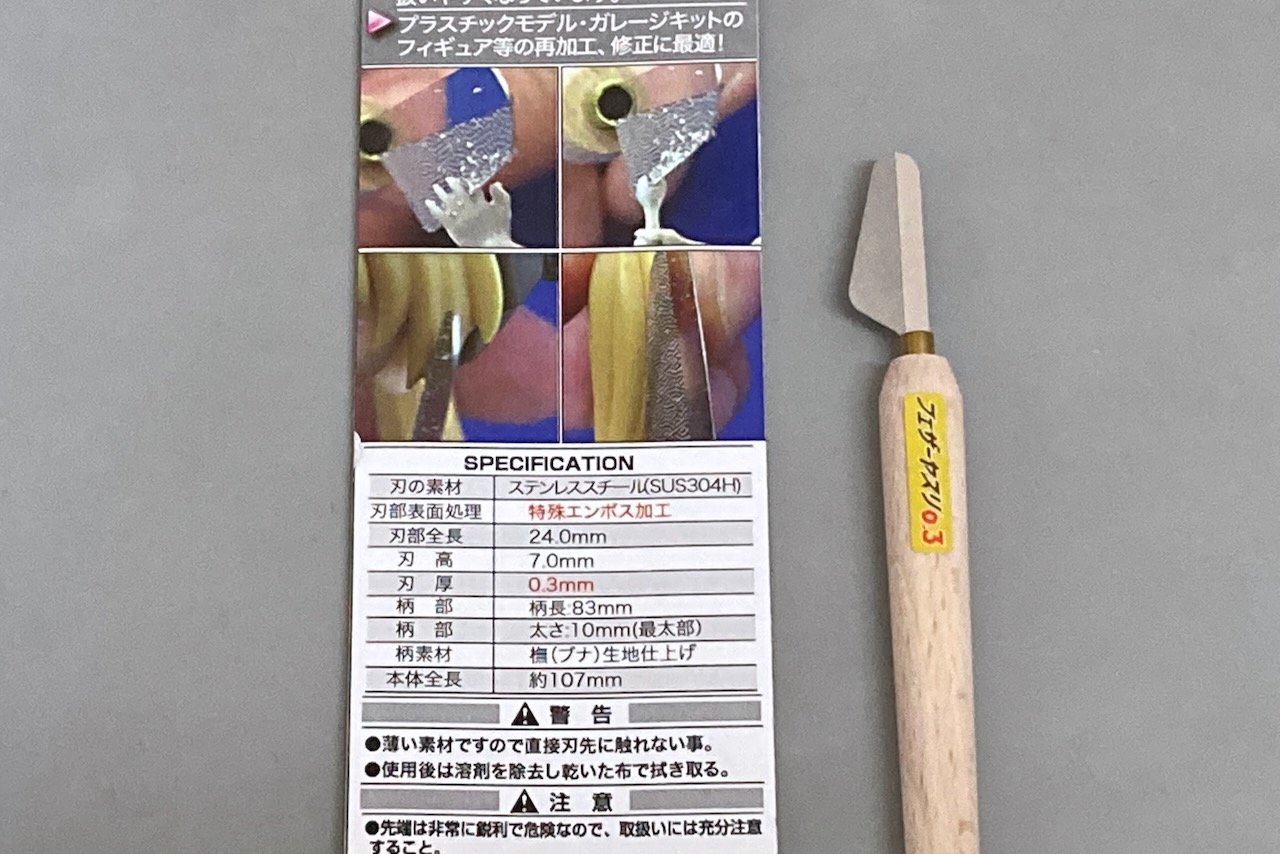 プラスチックモデル・ガレージキットの
フィギュア等の再加工、修正に最適!
SPECIFICATION
刃の素材 ステンレススチール(SUS304H)
刃部表面処理 特殊エンボス加工
刃部全長 24.0mm
刃 高 7.0mm
刃 厚 0.3mm
柄 部 柄長:83mm
柄 部 太さ:10mm(最太部)
柄素材 橅(ブナ)生地仕上げ
本体全長 約107mm
警 告
●薄い素材ですので直接刃先に触れない事。
●使用後は溶剤を除去し乾いた布で拭き取る。
注 意
●先端は非常に鋭利で危険なので、取扱いには充分注意
すること。
フェザーヤスリ0.3